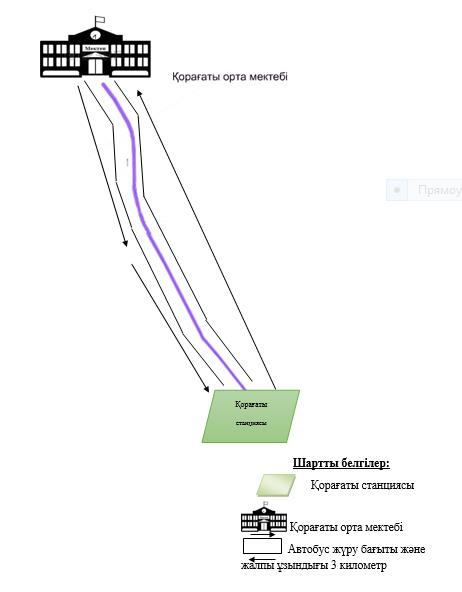 Мектеп
Қорағаты орта мектебі
Прямоу
Қорағаты
станциясы
Шартты белгілер:
Қорағаты станциясы
Қорағаты орта мектебі
Автобус жүру бағыты және
жалпы ұзындығы 3 километр